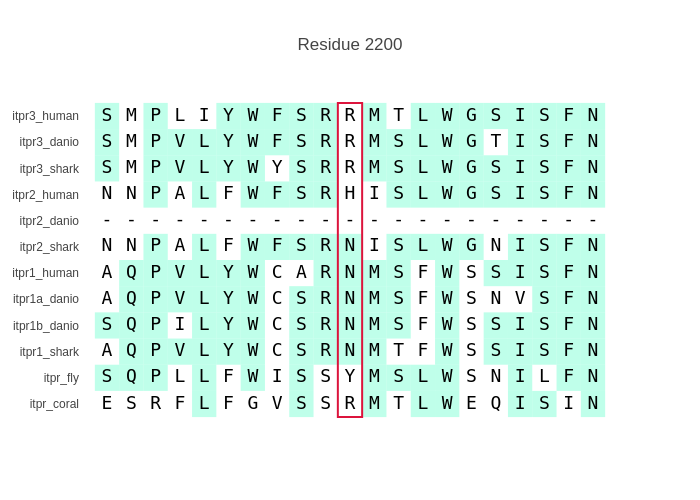 Residue 2200
itpr3_human S M P L I Y W F S R R M T L W G S I S F N
itpr3_danio S M P V L Y W F S R R M S L W G T I S F N
itpr3_shark S M P V L Y W Y S R R M S L W G S I S F N
itpr2_human N N P A L F W F S R H I S L W G S I S F N
itpr2_danio - - - - - - - - - - - - - - - - - - - - -
itpr2_shark N N P A L F W F S R N I S L W G N I S F N
itpr1_human A Q P V L Y W C A R N M S F W S S I S F N
itpr1a_danio A Q P V L Y W C S R N M S F W S N V S F N
itpr1b_danio S Q P I L Y W C S R N M S F W S S I S F N
itpr1_shark A Q P V L Y W C S R N M T F W S S I S F N
itpr_fly S Q P L L F W I S S Y M S L W S N I L F N
itpr_coral E S R F L F G V S S R M T L W E Q I S I N